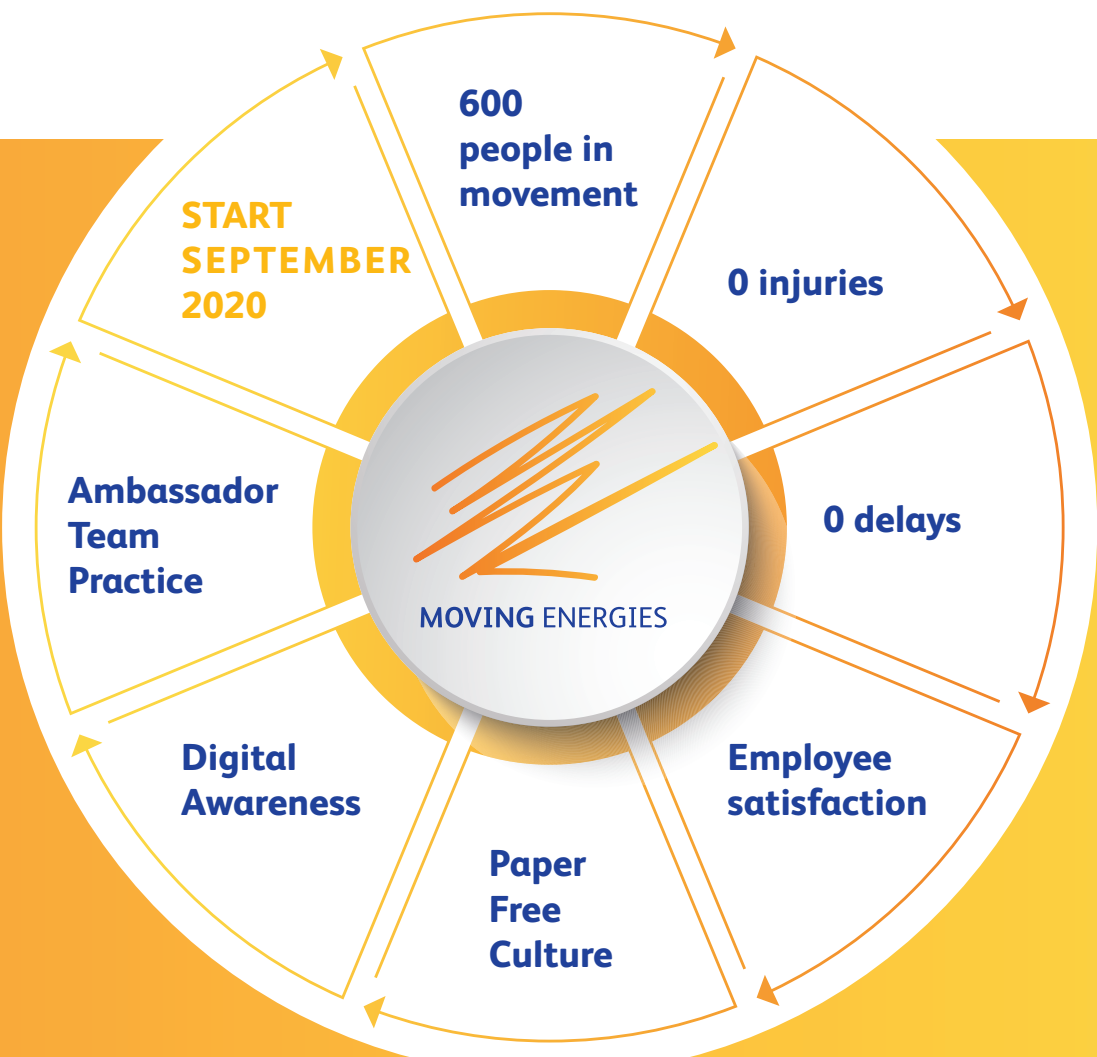 START
SEPTEMBER
2020
600
people in
movement
0 injuries
0 delays
Employee
satisfaction
Paper
Free
Culture
Digital
Awareness
Ambassador
Team
Practice
MOVING ENERGIES